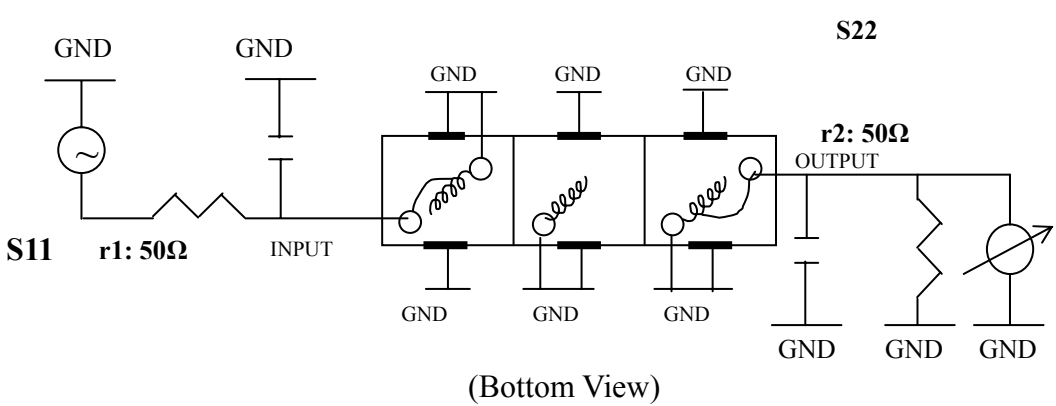 S22
GND
GND
GND
GND
GND
r2: 50Ω
OUTPUT
S11
r1: 50Ω
INPUT
GND
GND
GND
GND
GND
GND
(Bottom View)